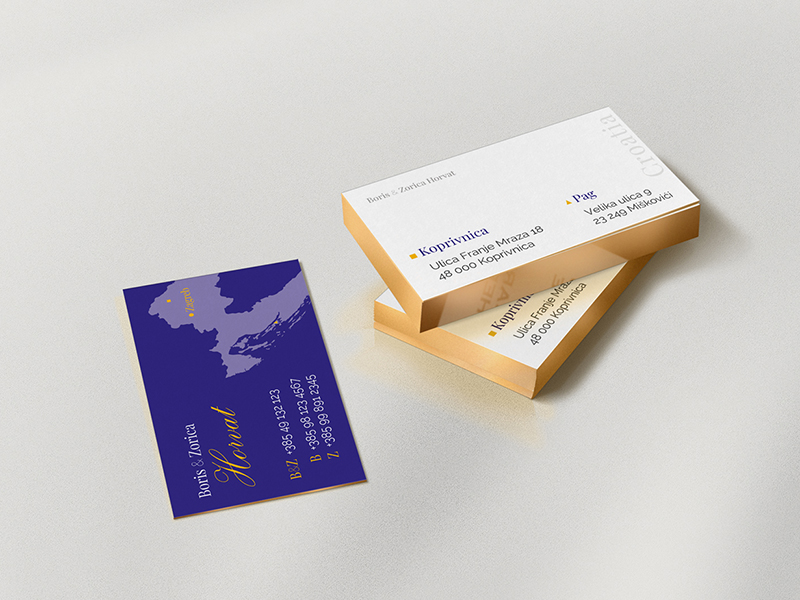 Boris & Zorica Horvat
Croatia
Koprivnica
Ulica Franje Mraza 18
48 000 Koprivnica
Pag
Velika ulica 9
23 249 Miškovići
Ulica Franje Mraza
48 000 Koprivnica
Zagreb
Boris & Zorica
Horvat
B&Z +385 49 132 123
B +385 98 123 4567
Z +385 99 891 2345